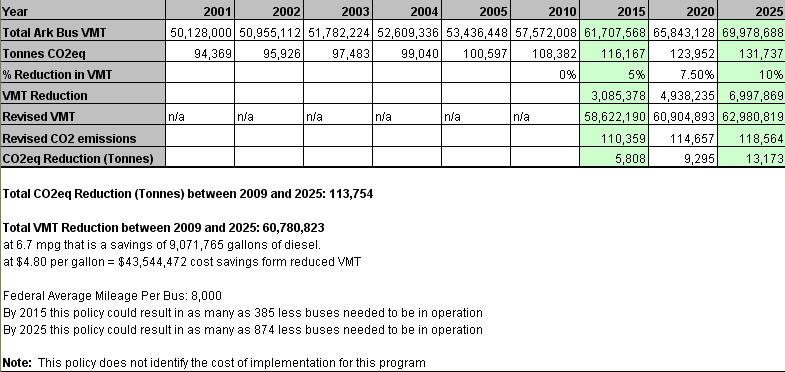 Year 2001 2002 2003 2004 2005 2010 2015 2020 2025
Total Ark Bus VMT 50,128,000 50,955,112 51,782,224 52,609,336 53,436,448 57,572,008 61,707,568 65,843,128 69,978,688
Tonnes CO2eq 94,369 95,926 97,483 99,040 100,597 108,382 116,167 123,952 131,737
% Reduction in VMT 0% 5% 7.50% 10%
VMT Reduction 3,085,378 4,938,235 6,997,869
Revised VMT n/a n/a n/a n/a n/a n/a 58,622,190 60,904,893 62,980,819
Revised CO2 emissions 110,359 114,657 118,564
CO2eq Reduction (Tonnes) 5,808 9,295 13,173
Total CO2eq Reduction (Tonnes) between 2009 and 2025: 113,754
Total VMT Reduction between 2009 and 2025: 60,780,823
at 6.7 mpg that is a savings of 9,071,765 gallons of diesel.
at $4.80 per gallon = $43,544,472 cost savings form reduced VMT
Federal Average Mileage Per Bus: 8,000
By 2015 this policy could result in as many as 385 less buses needed to be in operation
By 2025 this policy could result in as many as 874 less buses needed to be in operation
Note: This policy does not identify the cost of implementation for this program